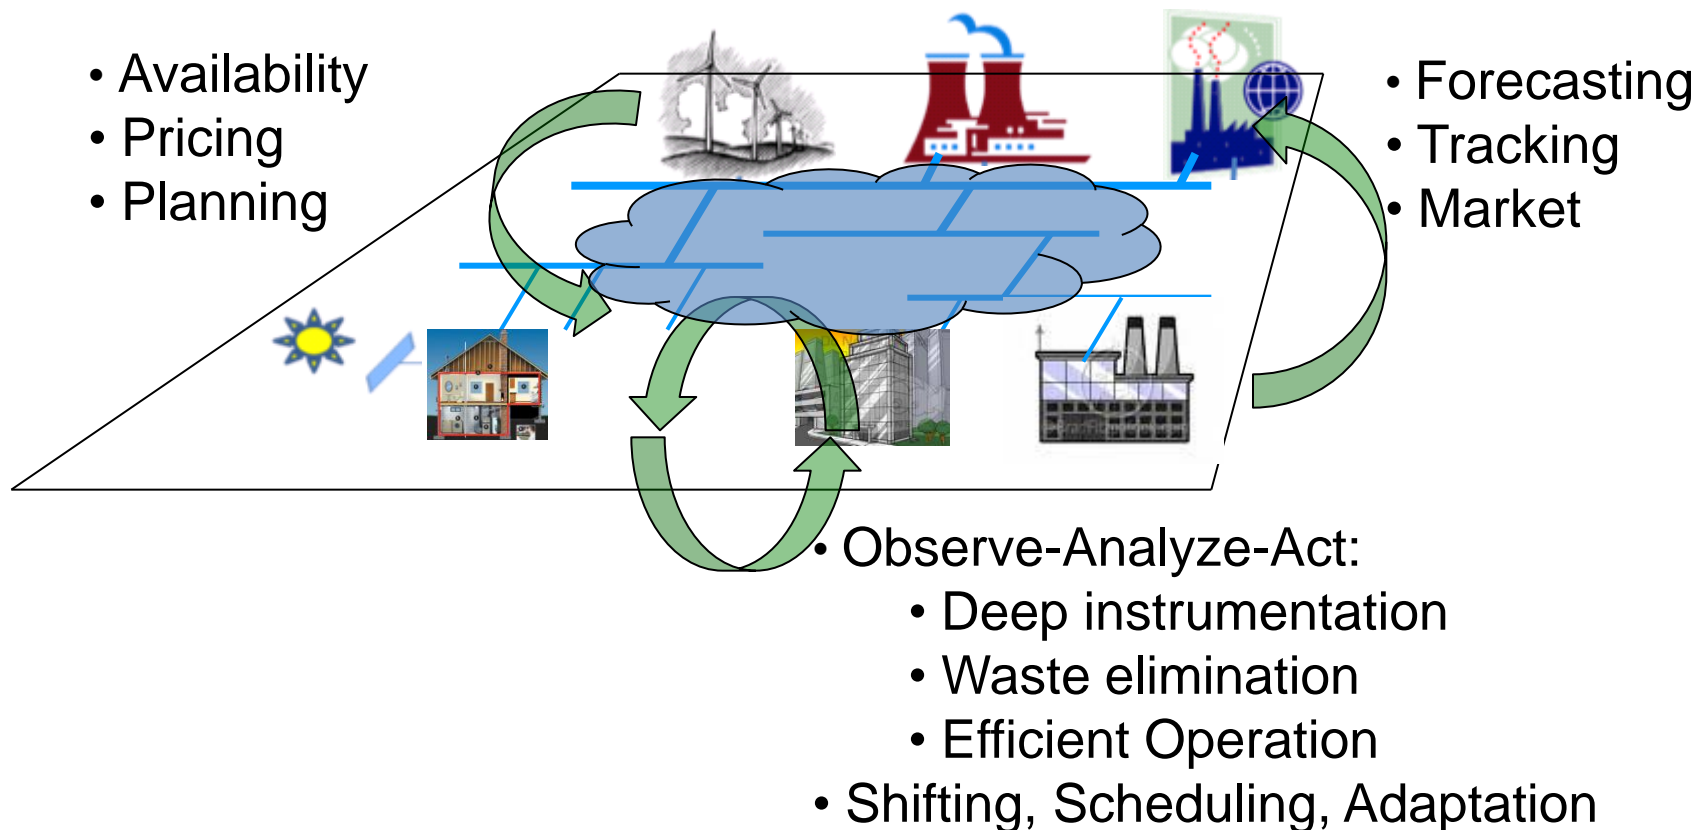 • Availability
• Pricing
• Planning
• Forecasting
• Tracking
• Market
• Observe-Analyze-Act:
• Deep instrumentation
• Waste elimination
• Efficient Operation
• Shifting, Scheduling, Adaptation